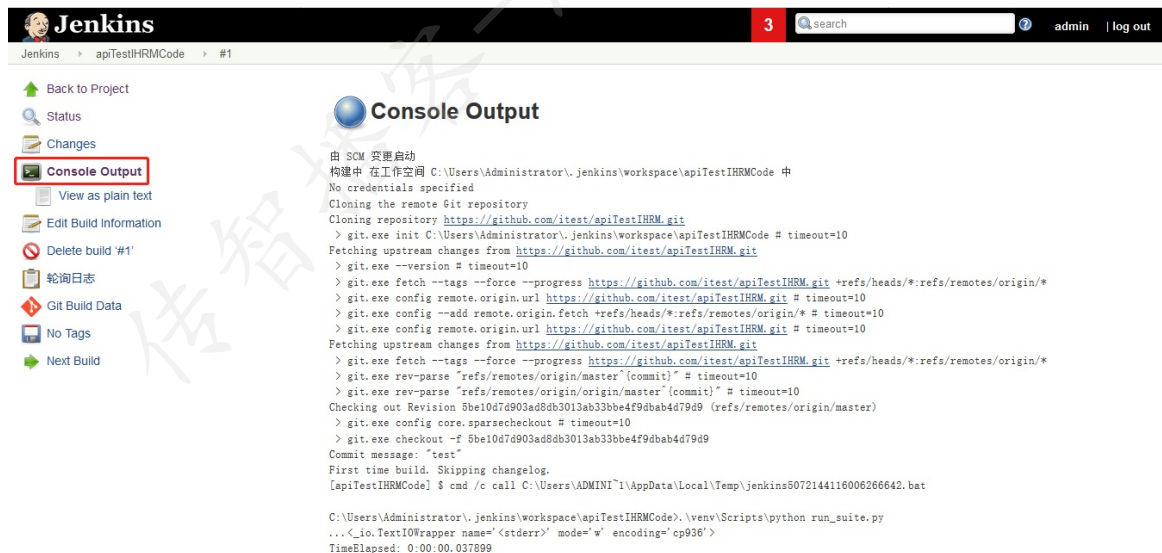 Jenkins
3
search
admin
| log out
Jenkins
apiTestIHRMCode
#1
Back to Project
Status
Changes
Console Output
View as plain text
Edit Build Information
Delete build '#1'
轮询日志
Git Build Data
No Tags
Next Build
Console Output
由 SCM 变更启动
构建中 在工作空间 C:\Users\Administrator\.jenkins\workspace\apiTestIHRMCode 中
No credentials specified
Cloning the remote Git repository
Cloning repository https://github.com/itest/apiTestIHRM.git
> git.exe init C:\Users\Administrator\.jenkins\workspace\apiTestIHRMCode # timeout=10
Fetching upstream changes from https://github.com/itest/apiTestIHRM.git
> git.exe --version # timeout=10
> git.exe fetch --tags --force --progress https://github.com/itest/apiTestIHRM.git +refs/heads/*:refs/remotes/origin/*
> git.exe config remote.origin.url https://github.com/itest/apiTestIHRM.git # timeout=10
> git.exe config --add remote.origin.fetch +refs/heads/*:refs/remotes/origin/* # timeout=10
> git.exe config remote.origin.url https://github.com/itest/apiTestIHRM.git # timeout=10
Fetching upstream changes from https://github.com/itest/apiTestIHRM.git
> git.exe fetch --tags --force --progress https://github.com/itest/apiTestIHRM.git +refs/heads/*:refs/remotes/origin/*
> git.exe rev-parse "refs/remotes/origin/master^{commit}" # timeout=10
> git.exe rev-parse "refs/remotes/origin/origin/master^{commit}" # timeout=10
Checking out Revision 5be10d7d903ad8db3013ab33bbe4f9dbab4d79d9 (refs/remotes/origin/master)
> git.exe config core.sparsecheckout # timeout=10
> git.exe checkout -f 5be10d7d903ad8db3013ab33bbe4f9dbab4d79d9
Commit message: "test"
First time build. Skipping changelog.
[apiTestIHRMCode] $ cmd /c call C:\Users\ADMINI~1\AppData\Local\Temp\jenkins5072144116006266642.bat
C:\Users\Administrator\.jenkins\workspace\apiTestIHRMCode>.\venv\Scripts\python run_suite.py
...<_io.TextIOWrapper name='<stderr>' mode='w' encoding='cp936'>
TimeElapsed: 0:00:00.037899
传智播客